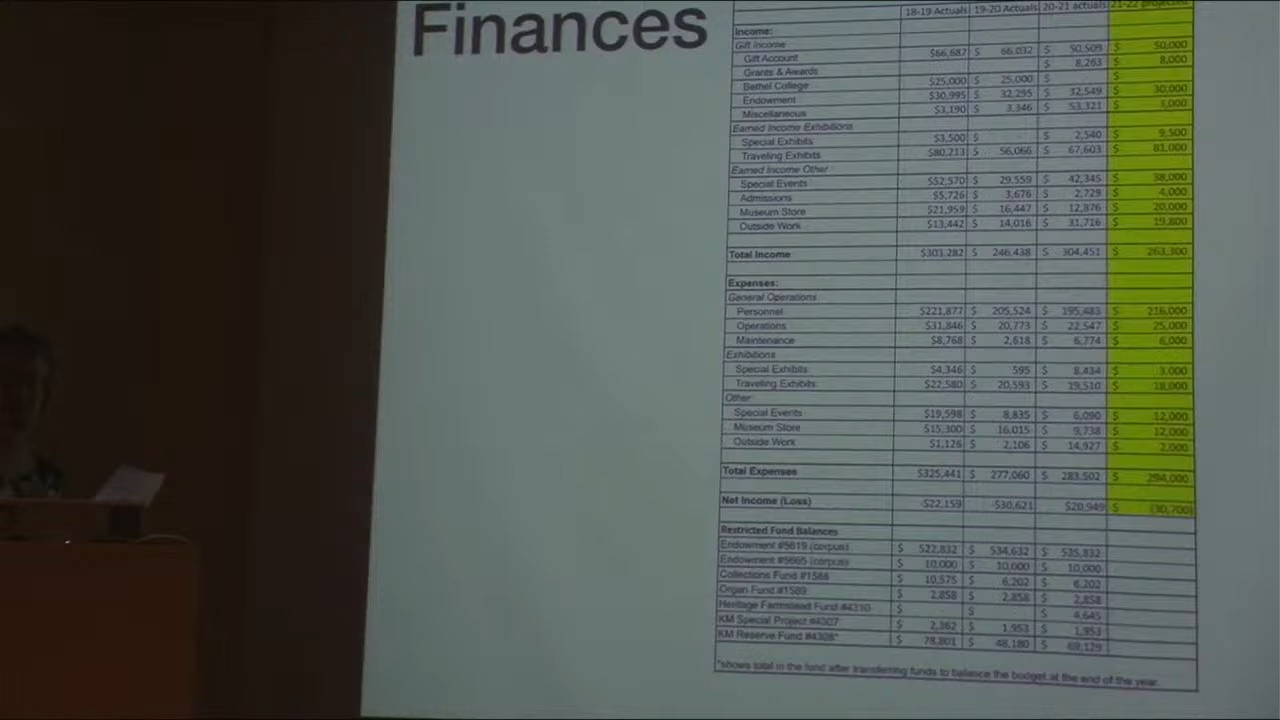 Finances
18-19 Actuals 19-20 Actuals 20-21 actuals 21-22 projected
Income:
Gift Income
Gift Account $66,687 $ 66,032 $ 50,509 $ 50,000
Grants & Awards $ 8,263 $ 8,000
Bethel College $25,000 $ 25,000 $ $
Endowment $30,995 $ 32,295 $ 32,549 $ 30,000
Miscellaneous $3,190 $ 3,346 $ 53,321 $ 3,000
Earned Income Exhibitions
Special Exhibits $3,500 $ $ 2,540 $ 9,500
Traveling Exhibits $80,213 $ 56,066 $ 67,603 $ 81,000
Earned Income Other
Special Events $52,570 $ 29,559 $ 42,345 $ 38,000
Admissions $5,726 $ 3,676 $ 2,729 $ 4,000
Museum Store $21,959 $ 16,447 $ 12,876 $ 20,000
Outside Work $13,442 $ 14,016 $ 31,716 $ 19,800
Total Income $303,282 $ 246,438 $ 304,451 $ 263,300
Expenses:
General Operations
Personnel $221,877 $ 205,524 $ 195,483 $ 216,000
Operations $31,846 $ 20,773 $ 22,547 $ 25,000
Maintenance $8,768 $ 2,618 $ 6,774 $ 6,000
Exhibitions
Special Exhibits $4,346 $ 595 $ 8,434 $ 3,000
Traveling Exhibits $22,580 $ 20,593 $ 19,510 $ 18,000
Other
Special Events $19,598 $ 8,835 $ 6,090 $ 12,000
Museum Store $15,300 $ 16,015 $ 9,738 $ 12,000
Outside Work $1,126 $ 2,106 $ 14,927 $ 2,000
Total Expenses $325,441 $ 277,060 $ 283,502 $ 294,000
Net Income (Loss) -$22,159 -$30,621 $20,949 $ (30,700)
Restricted Fund Balances
Endowment #5619 (corpus) $ 522,832 $ 534,632 $ 535,832
Endowment #5665 (corpus) $ 10,000 $ 10,000 $ 10,000
Collections Fund #1588 $ 10,575 $ 6,202 $ 6,202
Organ Fund #1589 $ 2,858 $ 2,858 $ 2,858
Heritage Farmstead Fund #4310 $ $ $ 4,645
KM Special Project #4307 $ 2,362 $ 1,953 $ 1,953
KM Reserve Fund #4308* $ 78,801 $ 48,180 $ 69,129
*shows total in the fund after transferring funds to balance the budget at the end of the year.